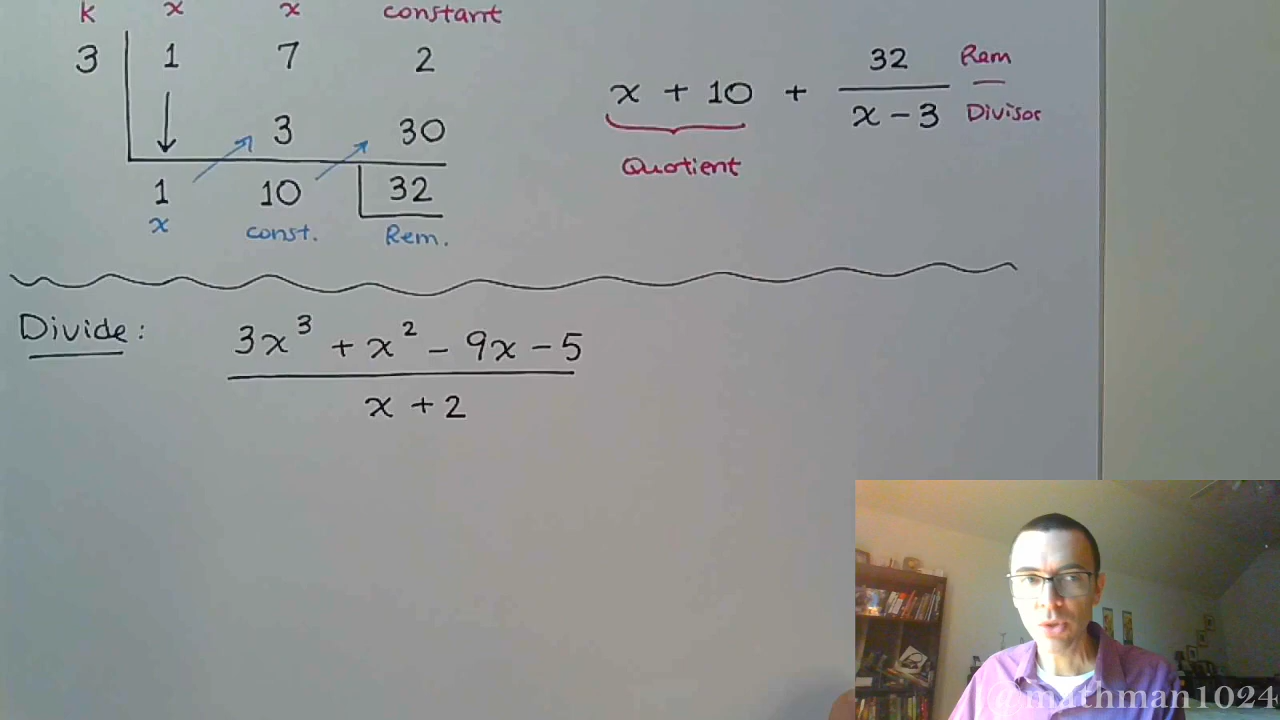 k x x constant
3 1 7 2
3 30
1 10 32
x const. Rem.
x + 10 + 32 / x - 3 Rem / Divisor
Quotient
Divide: 3x³ + x² - 9x - 5
x + 2
@mathman1024